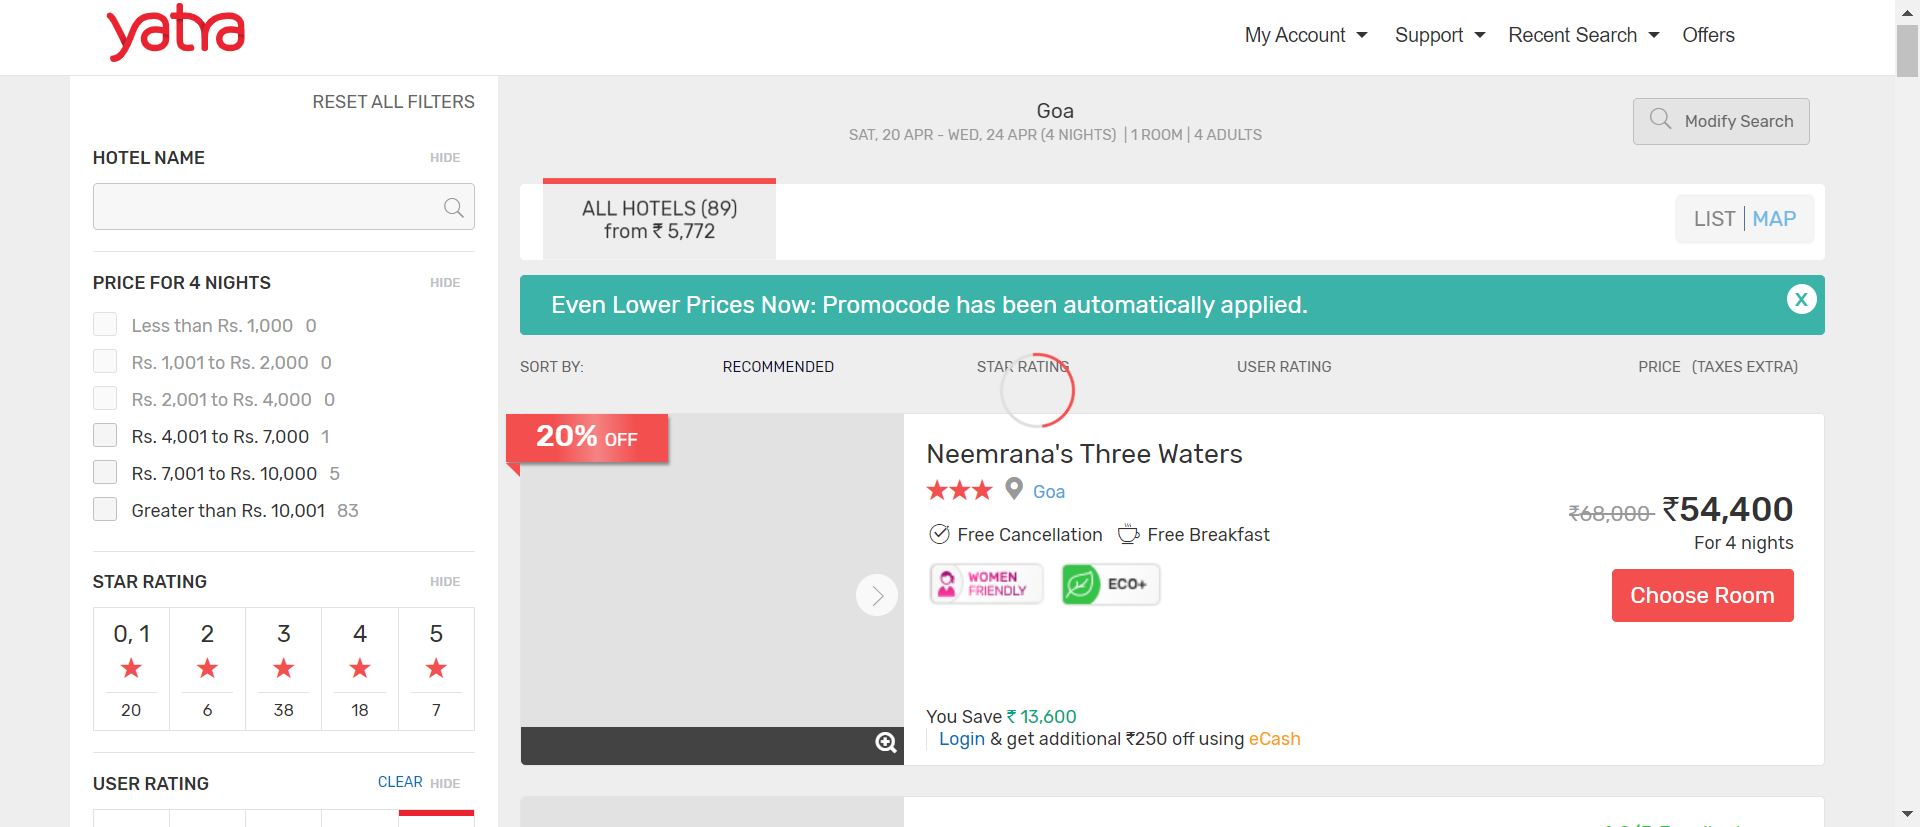 yatra
My Account
Support
Recent Search
Offers
RESET ALL FILTERS
HOTEL NAME
HIDE
PRICE FOR 4 NIGHTS
HIDE
Less than Rs. 1,000 0
Rs. 1,001 to Rs. 2,000 0
Rs. 2,001 to Rs. 4,000 0
Rs. 4,001 to Rs. 7,000 1
Rs. 7,001 to Rs. 10,000 5
Greater than Rs. 10,001 83
STAR RATING
HIDE
0, 1 2 3 4 5
20 6 38 18 7
USER RATING
CLEAR HIDE
Goa
SAT, 20 APR - WED, 24 APR (4 NIGHTS) | 1 ROOM | 4 ADULTS
Modify Search
ALL HOTELS (89)
from ₹ 5,772
LIST | MAP
Even Lower Prices Now: Promocode has been automatically applied.
X
SORT BY: RECOMMENDED STAR RATING USER RATING PRICE (TAXES EXTRA)
20% OFF
Neemrana's Three Waters
Goa
Free Cancellation Free Breakfast
WOMEN
FRIENDLY
ECO+
₹68,000 ₹54,400
For 4 nights
Choose Room
You Save ₹ 13,600
Login & get additional ₹250 off using eCash